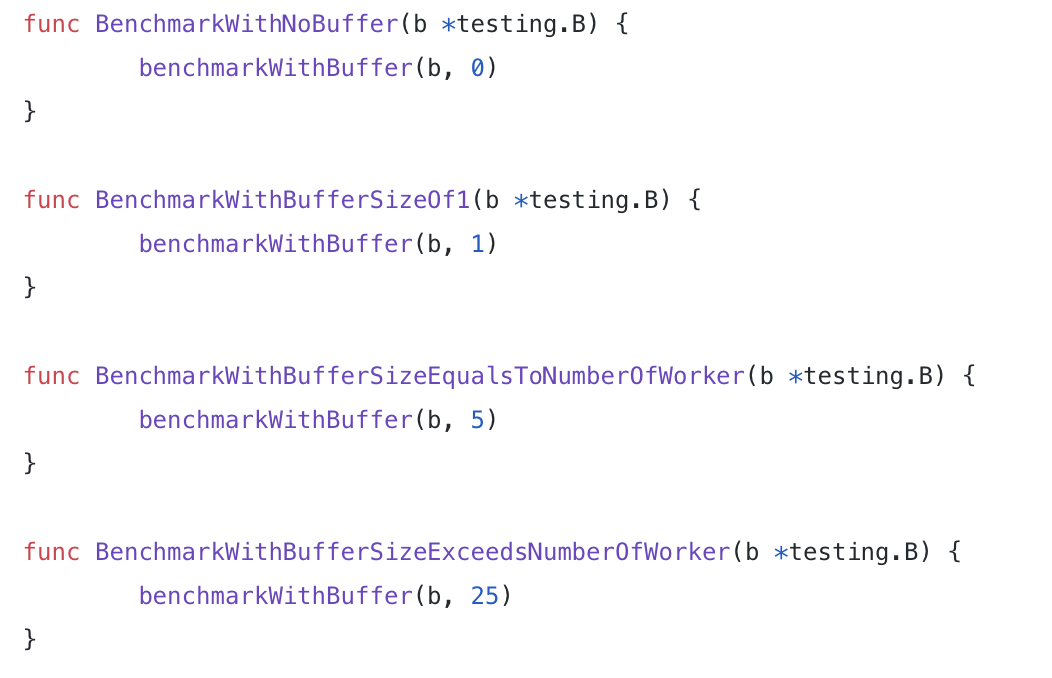 func BenchmarkWithNoBuffer(b *testing.B) {
        benchmarkWithBuffer(b, 0)
}

func BenchmarkWithBufferSizeOf1(b *testing.B) {
        benchmarkWithBuffer(b, 1)
}

func BenchmarkWithBufferSizeEqualsToNumberOfWorker(b *testing.B) {
        benchmarkWithBuffer(b, 5)
}

func BenchmarkWithBufferSizeExceedsNumberOfWorker(b *testing.B) {
        benchmarkWithBuffer(b, 25)
}